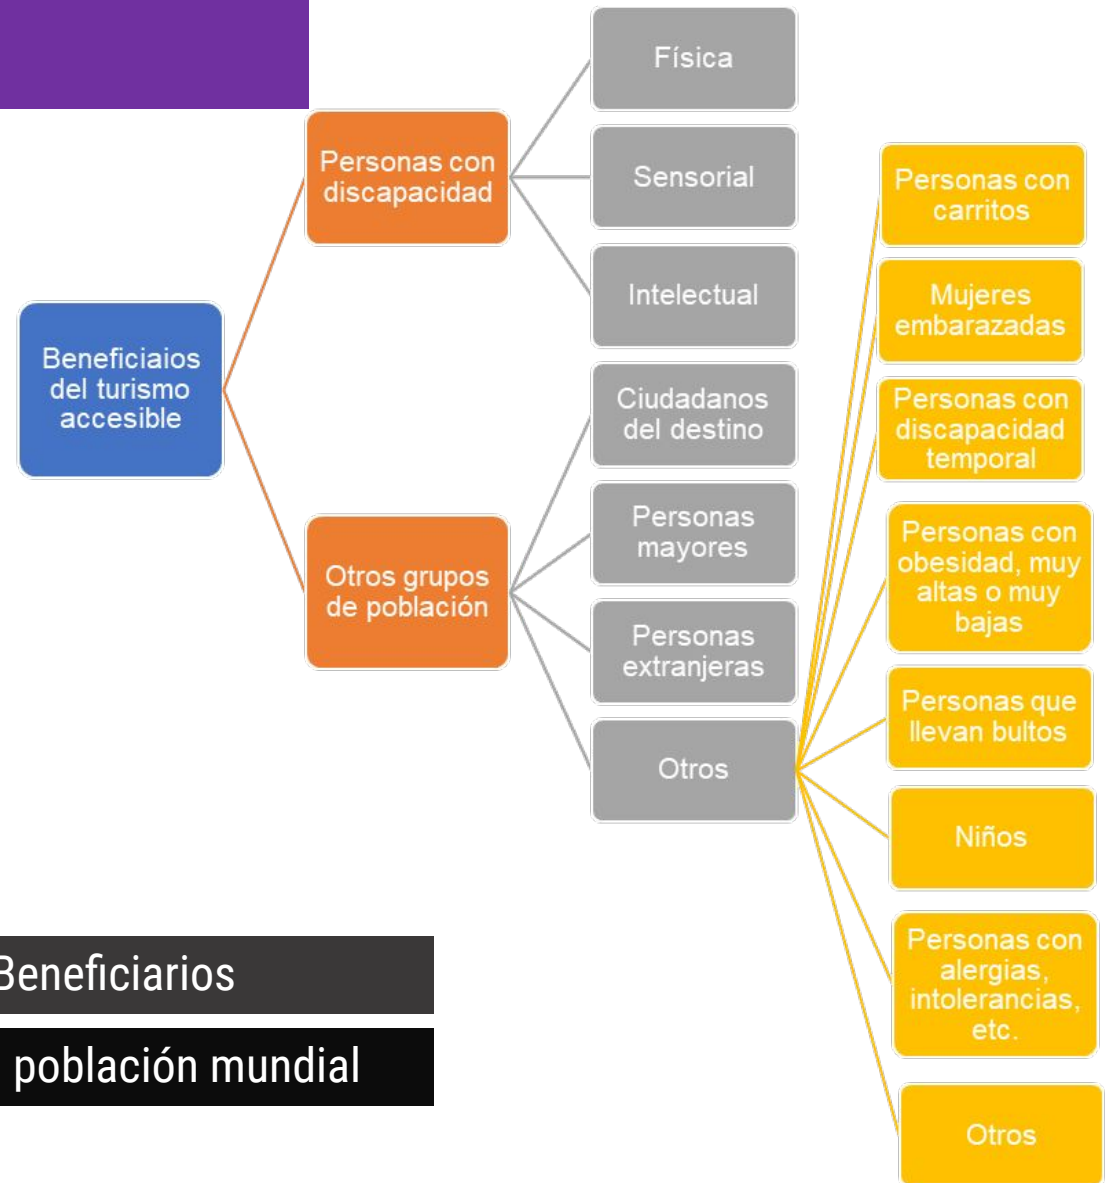 Beneficiaios
del turismo
accesible
Personas con
discapacidad
Física
Sensorial
Intelectual
Otros grupos
de población
Ciudadanos
del destino
Personas
mayores
Personas
extranjeras
Otros
Personas con
carritos
Mujeres
embarazadas
Personas con
discapacidad
temporal
Personas con
obesidad, muy
altas o muy
bajas
Personas que
llevan bultos
Niños
Personas con
alergias,
intolerancias,
etc.
Otros
Beneficiarios
población mundial